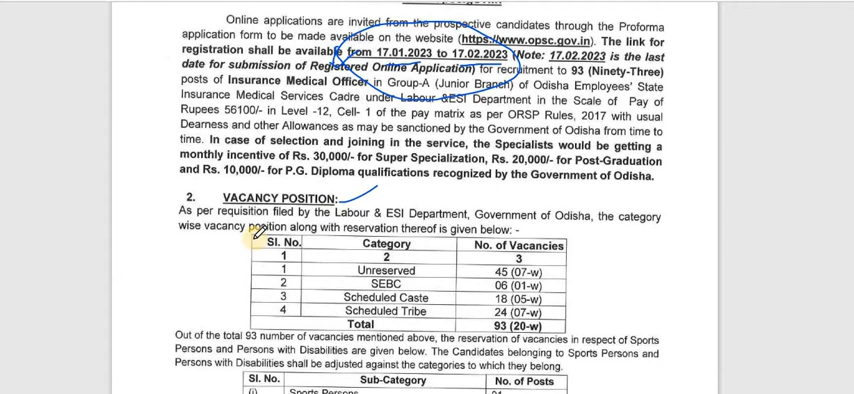 Online applications are invited from the prospective candidates through the Proforma
application form to be made available on the website (https://www.opsc.gov.in). The link for
registration shall be available from 17.01.2023 to 17.02.2023 (Note: 17.02.2023 is the last
date for submission of Registered Online Application) for recruitment to 93 (Ninety-Three)
posts of Insurance Medical Officer in Group-A (Junior Branch) of Odisha Employees' State
Insurance Medical Services Cadre under Labour &ESI Department in the Scale of Pay of
Rupees 56100/- in Level -12, Cell- 1 of the pay matrix as per ORSP Rules, 2017 with usual
Dearness and other Allowances as may be sanctioned by the Government of Odisha from time to
time. In case of selection and joining in the service, the Specialists would be getting a
monthly incentive of Rs. 30,000/- for Super Specialization, Rs. 20,000/- for Post-Graduation
and Rs. 10,000/- for P.G. Diploma qualifications recognized by the Government of Odisha.
2. VACANCY POSITION:-
As per requisition filed by the Labour & ESI Department, Government of Odisha, the category
wise vacancy position along with reservation thereof is given below: -
Sl. No. Category No. of Vacancies
1 2 3
1 Unreserved 45 (07-w)
2 SEBC 06 (01-w)
3 Scheduled Caste 18 (05-w)
4 Scheduled Tribe 24 (07-w)
Total 93 (20-w)
Out of the total 93 number of vacancies mentioned above, the reservation of vacancies in respect of Sports
Persons and Persons with Disabilities are given below. The Candidates belonging to Sports Persons and
Persons with Disabilities shall be adjusted against the categories to which they belong.
Sl. No. Sub-Category No. of Posts
(i) Sports Persons 01